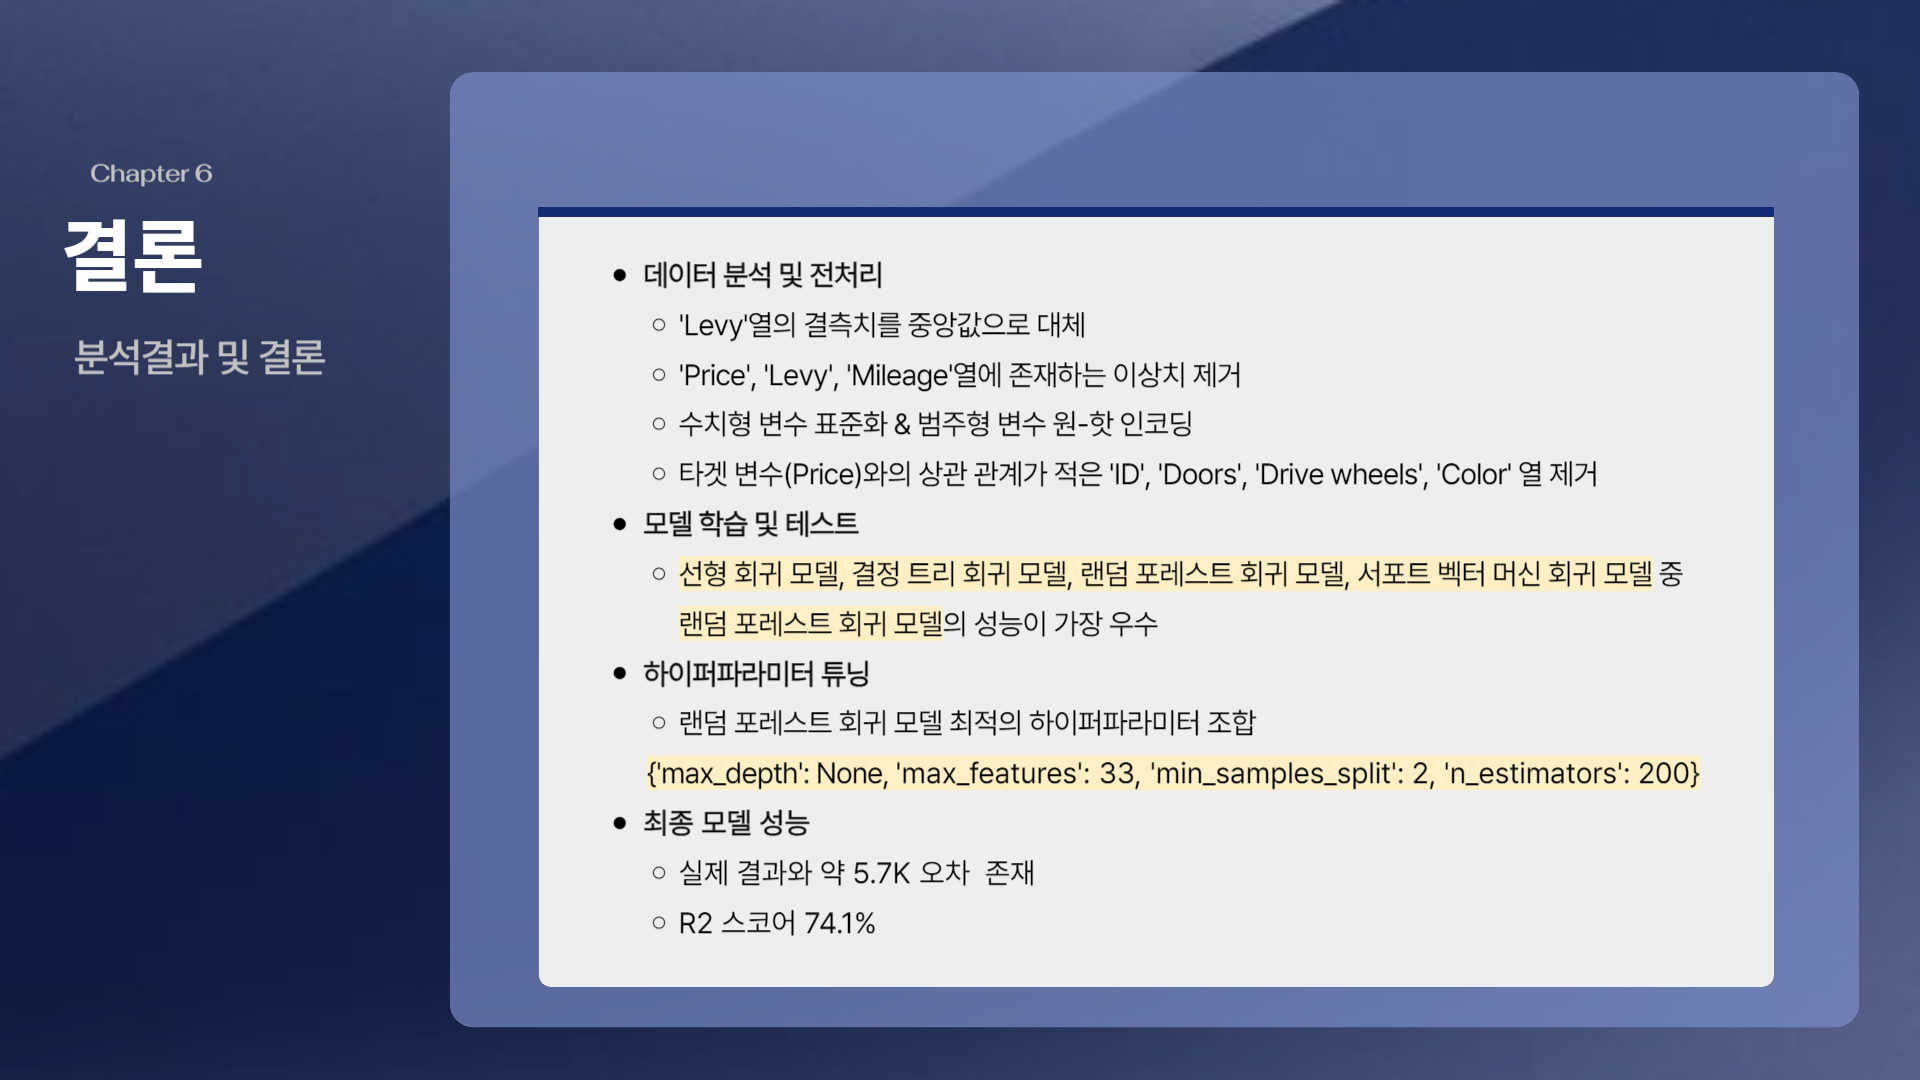 Chapter 6
결론
분석결과 및 결론
● 데이터 분석 및 전처리
○ 'Levy'열의 결측치를 중앙값으로 대체
○ 'Price', 'Levy', 'Mileage'열에 존재하는 이상치 제거
○ 수치형 변수 표준화 & 범주형 변수 원-핫 인코딩
○ 타겟 변수(Price)와의 상관 관계가 적은 'ID', 'Doors', 'Drive wheels', 'Color' 열 제거
● 모델 학습 및 테스트
○ 선형 회귀 모델, 결정 트리 회귀 모델, 랜덤 포레스트 회귀 모델, 서포트 벡터 머신 회귀 모델 중
랜덤 포레스트 회귀 모델의 성능이 가장 우수
● 하이퍼파라미터 튜닝
○ 랜덤 포레스트 회귀 모델 최적의 하이퍼파라미터 조합
{'max_depth': None, 'max_features': 33, 'min_samples_split': 2, 'n_estimators': 200}
● 최종 모델 성능
○ 실제 결과와 약 5.7K 오차 존재
○ R2 스코어 74.1%